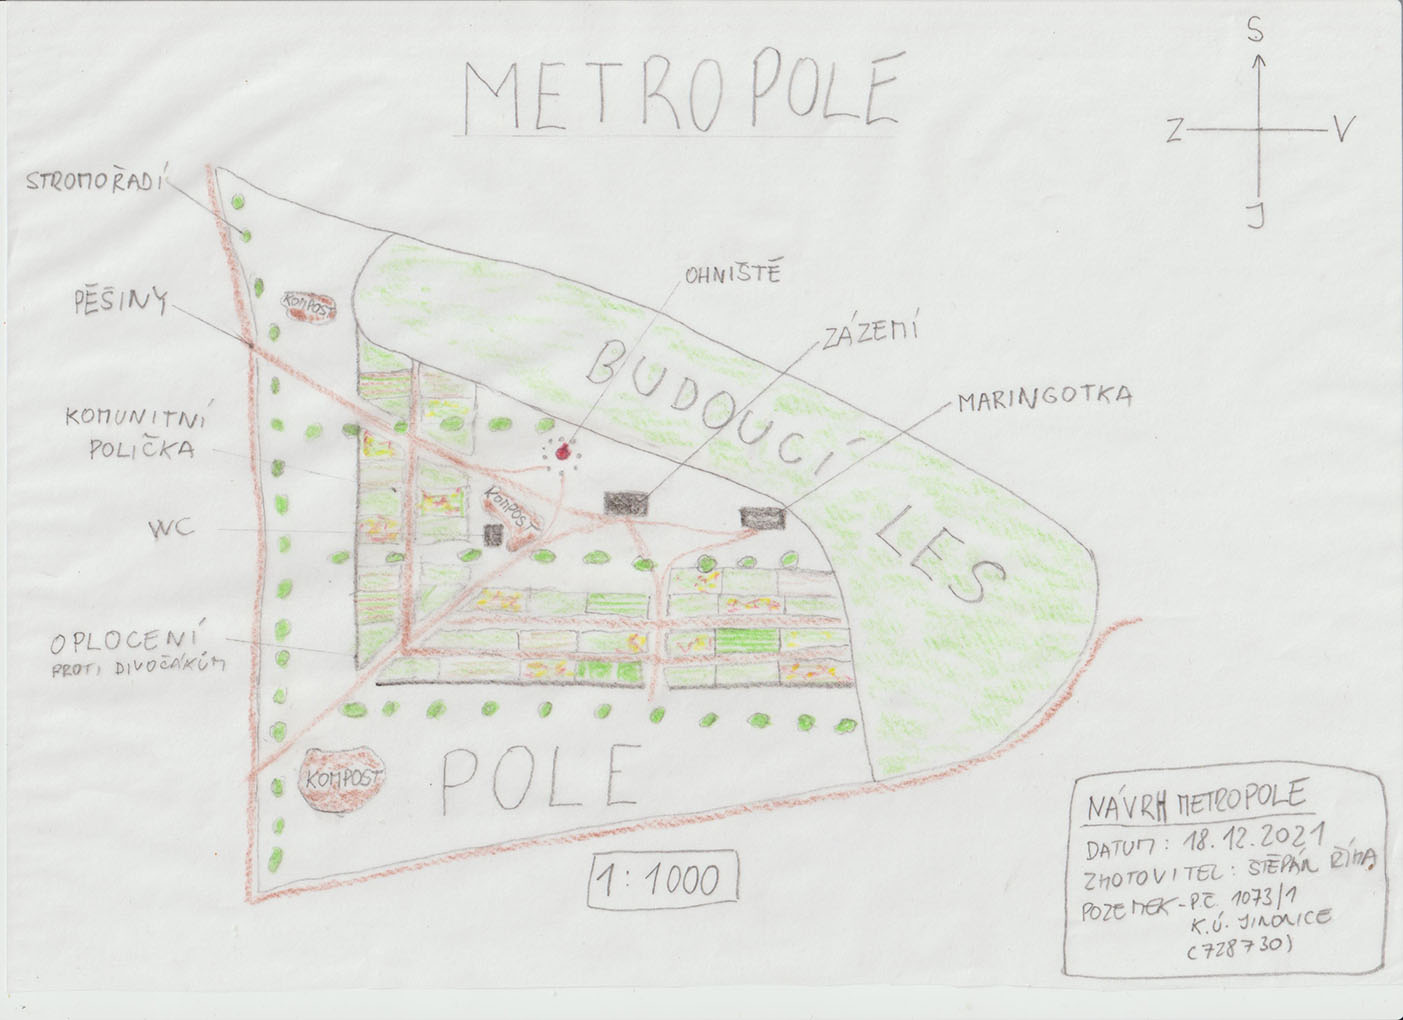 METROPOLE
S
Z
V
J
STROMOŘADÍ
PĚŠINY
KOMPOST
OHNIŠTĚ
ZÁZEMÍ
BUDOUCÍ
LES
MARINGOTKA
KOMUNITNÍ
POLÍČKA
KOMPOST
WC
OPLOCENÍ
PROTI DIVOČÁKŮM
KOMPOST
POLE
1:1000
NÁVRH METROPOLE
DATUM: 18.12.2021
ZHOTOVITEL: ŠTĚPÁN ŘÍHA
POZEMEK - P.Č. 1073/1
K.Ú. JINONICE
(728730)